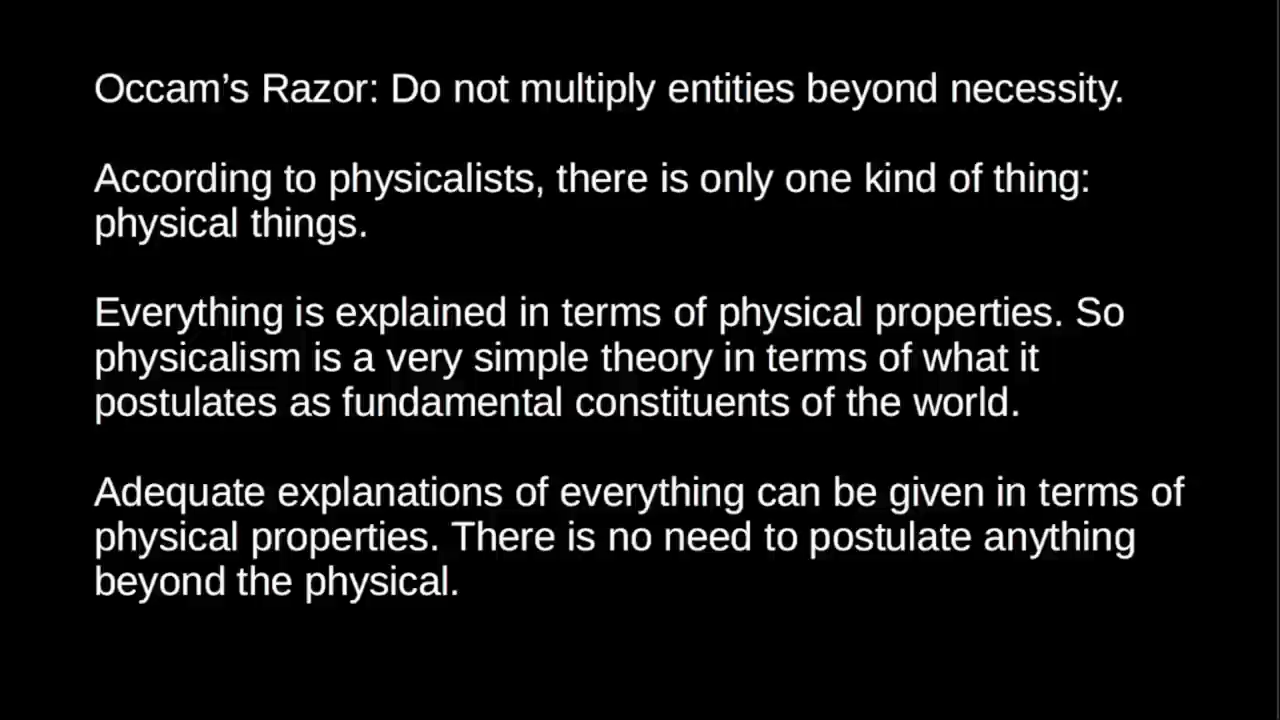 Occam’s Razor: Do not multiply entities beyond necessity.
According to physicalists, there is only one kind of thing:
physical things.
Everything is explained in terms of physical properties. So
physicalism is a very simple theory in terms of what it
postulates as fundamental constituents of the world.
Adequate explanations of everything can be given in terms of
physical properties. There is no need to postulate anything
beyond the physical.